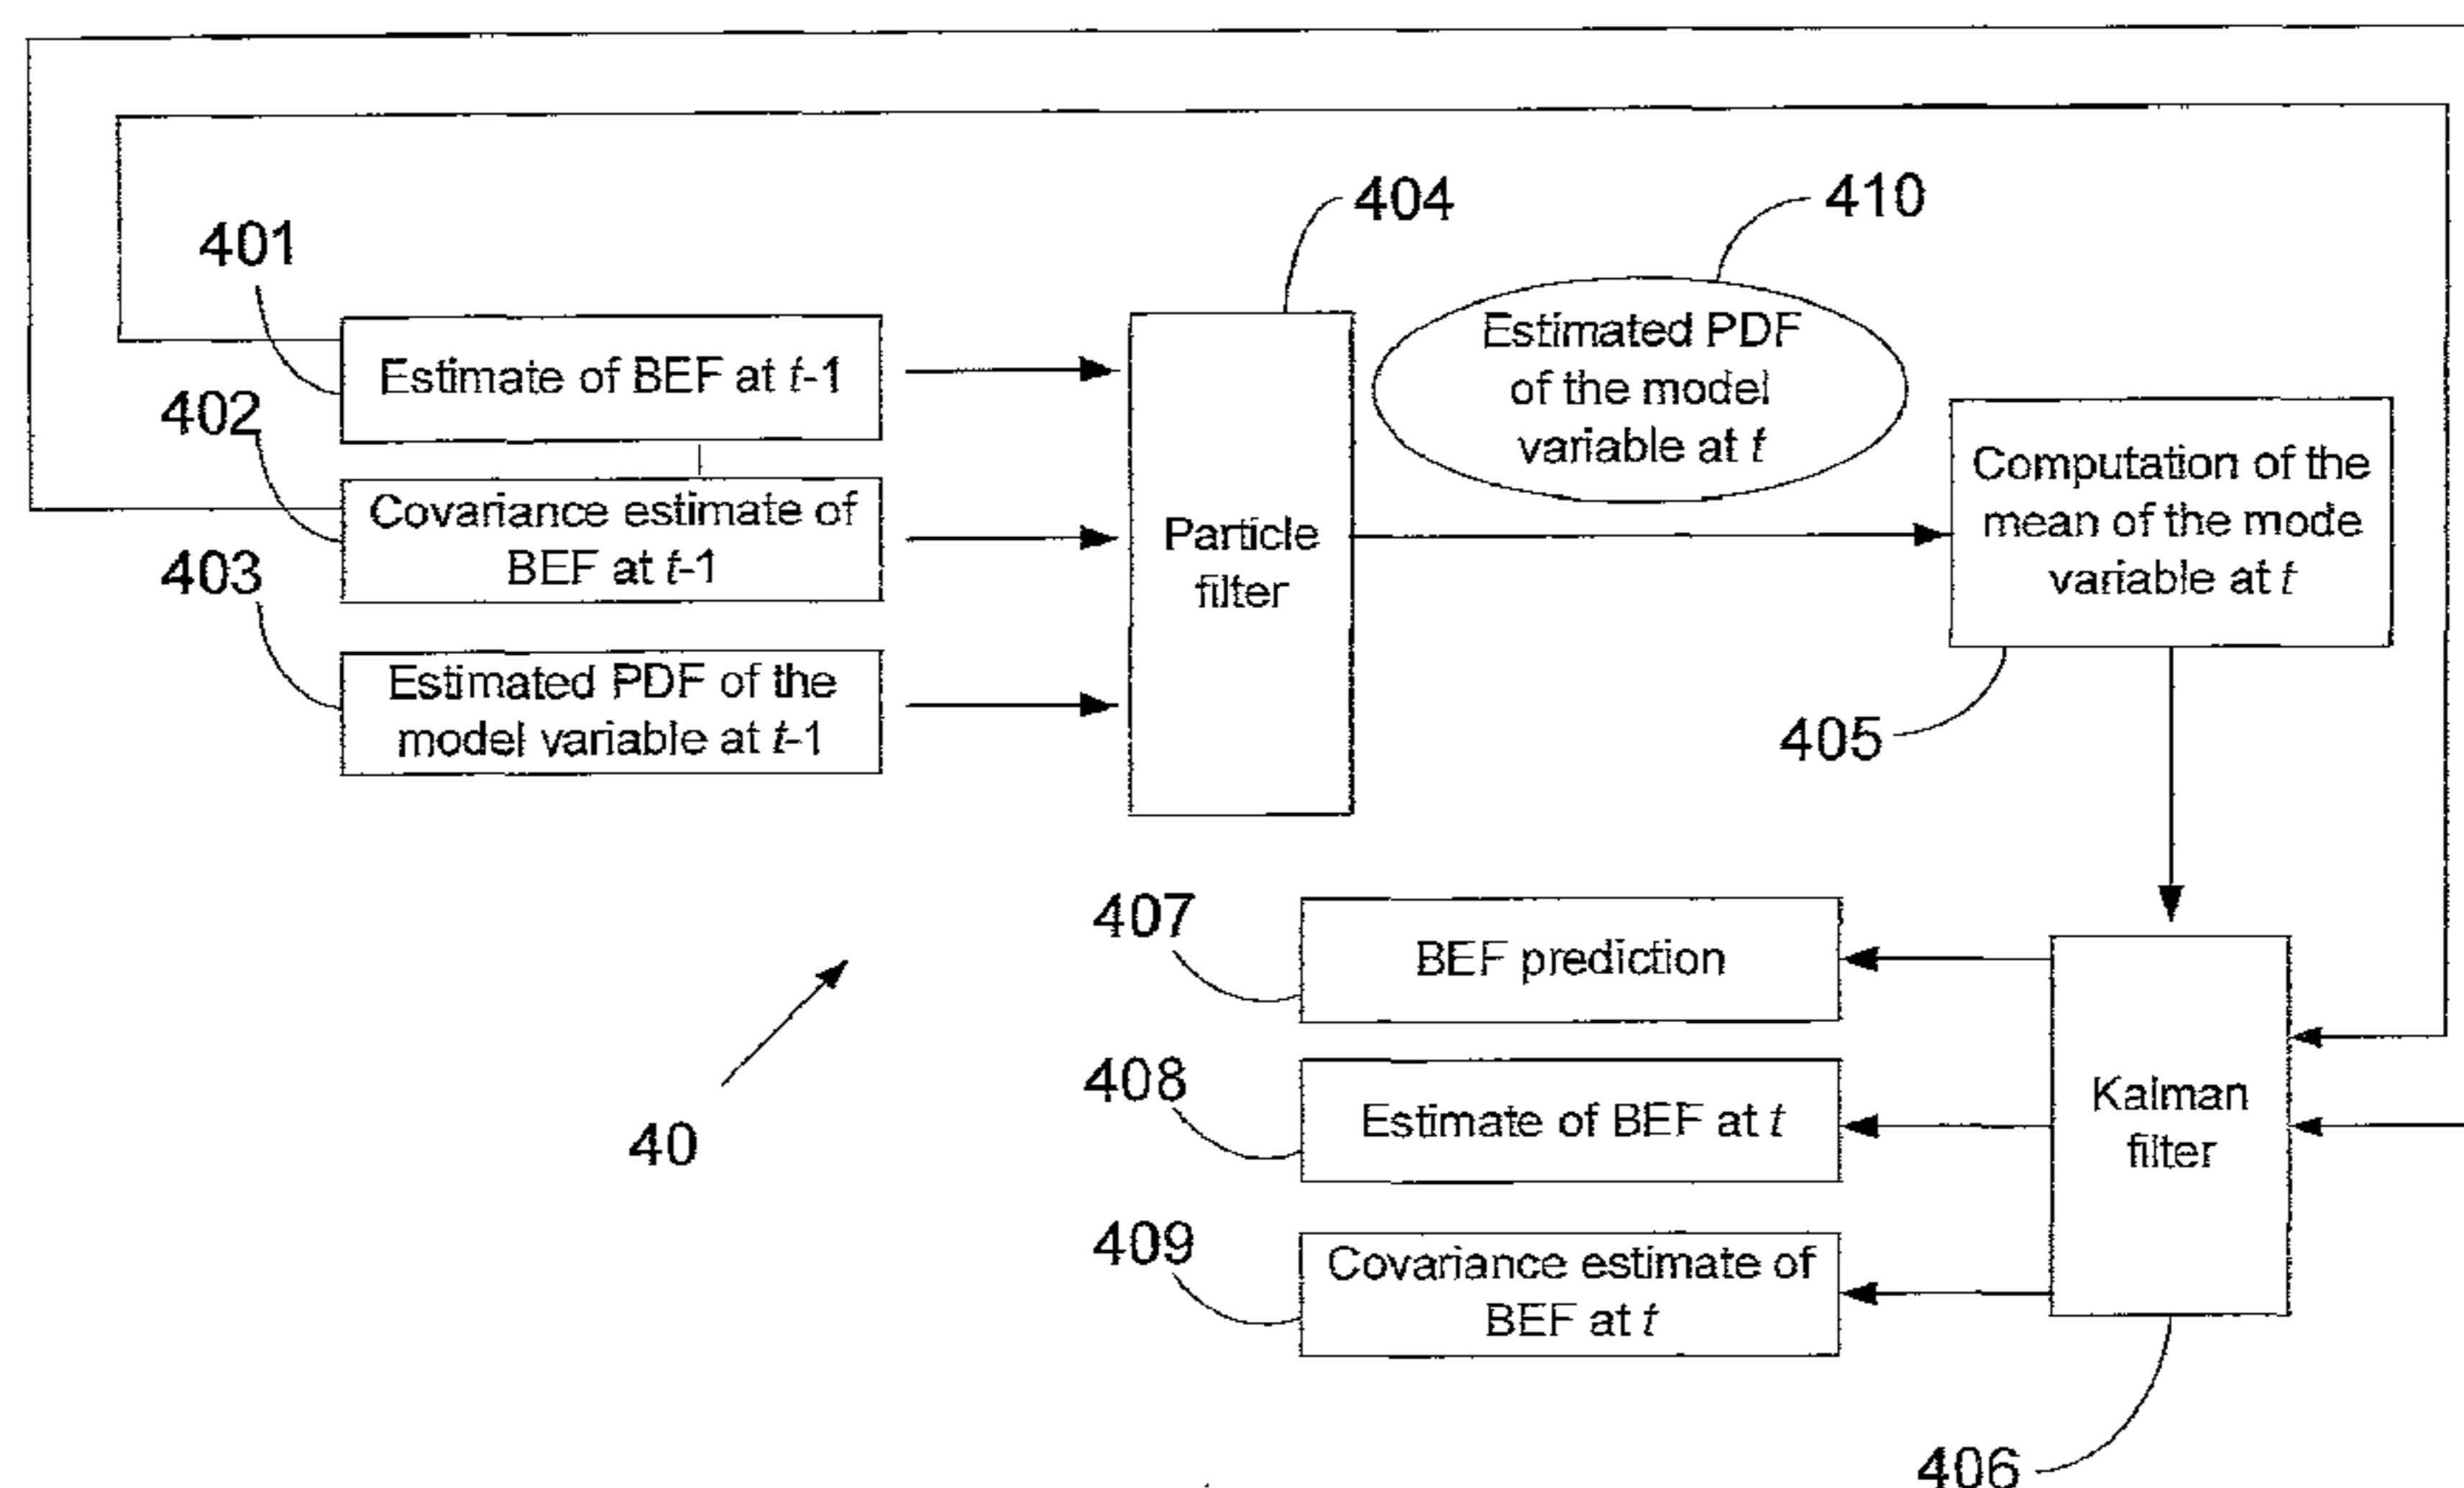 404
410
401
Estimate of BEF at t-1
402
Covariance estimate of
BEF at t-1
403
Estimated PDF of the
model variable at t-1
Particle
filter
Estimated PDF
of the model
variable at t
Computation of the
mean of the mode
variable at t
405
407
BEF prediction
408
Estimate of BEF at t
409
Covariance estimate of
BEF at t
Kalman
filter
40
406